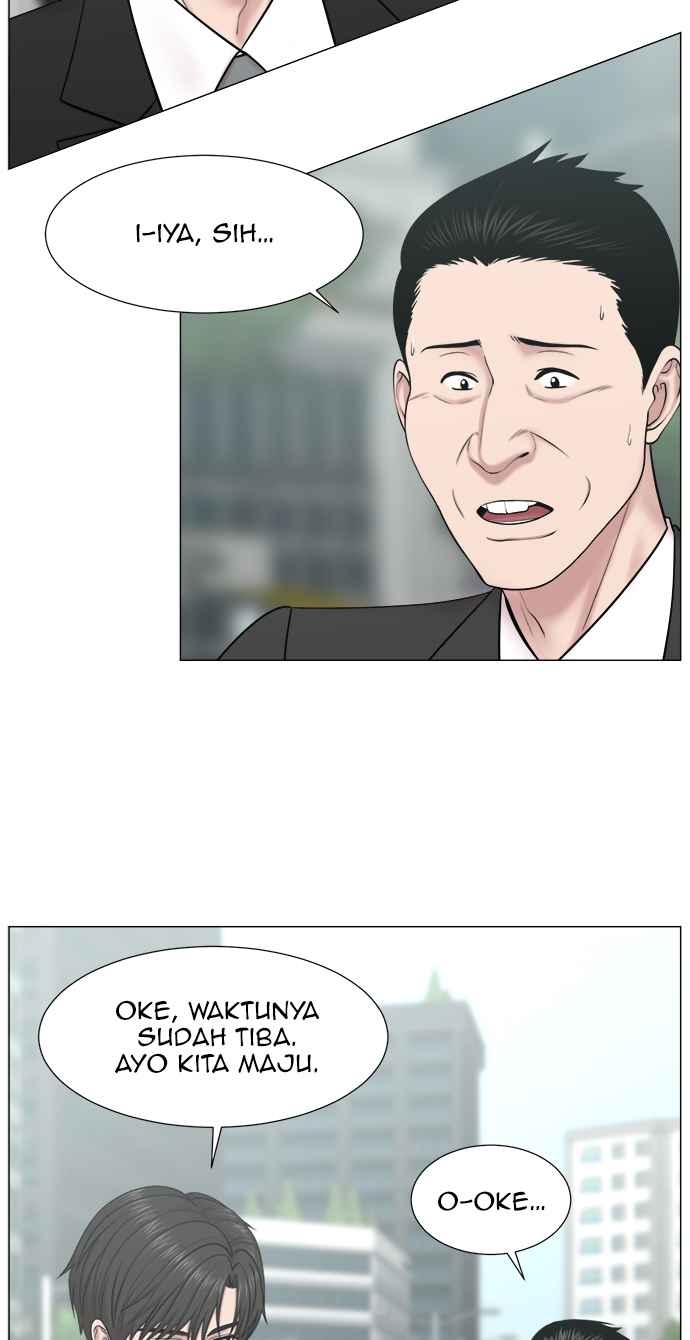 I-IYA, SIH...
OKE, WAKTUNYA
SUDAH TIBA.
AYO KITA MAJU.
O-OKE...